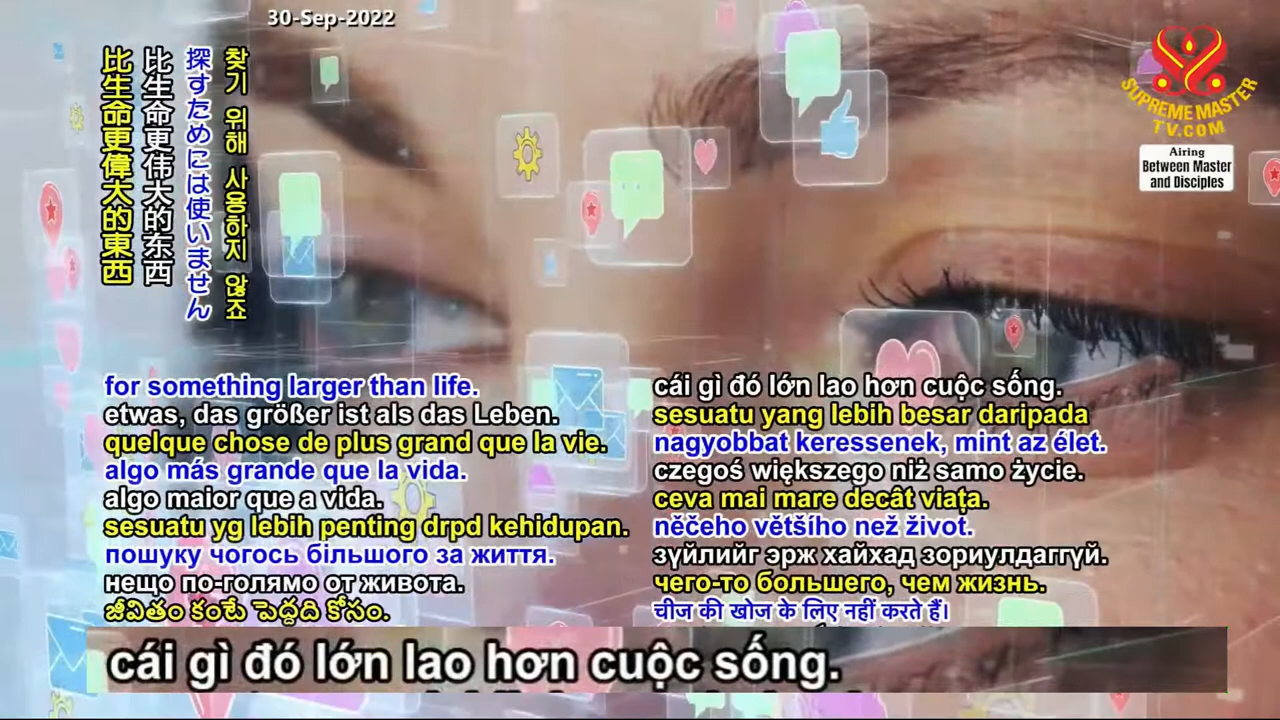 30-Sep-2022
SUPREME MASTER
TV.COM
Airing
Between Master
and Disciples
찾기 위해 사용하지 않죠
探すためには使いません
比生命更伟大的东西
比生命更偉大的東西
for something larger than life.
etwas, das größer ist als das Leben.
quelque chose de plus grand que la vie.
algo más grande que la vida.
algo maior que a vida.
sesuatu yg lebih penting drpd kehidupan.
пошуку чогось більшого за життя.
нещо по-голямо от живота.
జీవితం కంటే పెద్దది కోసం.
cái gì đó lớn lao hơn cuộc sống.
sesuatu yang lebih besar daripada
nagyobbat keressenek, mint az élet.
czegoś większego niż samo życie.
ceva mai mare decât viața.
něčeho většího než život.
зүйлийг эрж хайхад зориулдаггүй.
чего-то большего, чем жизнь.
चीज की खोज के लिए नहीं करते हैं।
cái gì đó lớn lao hơn cuộc sống.